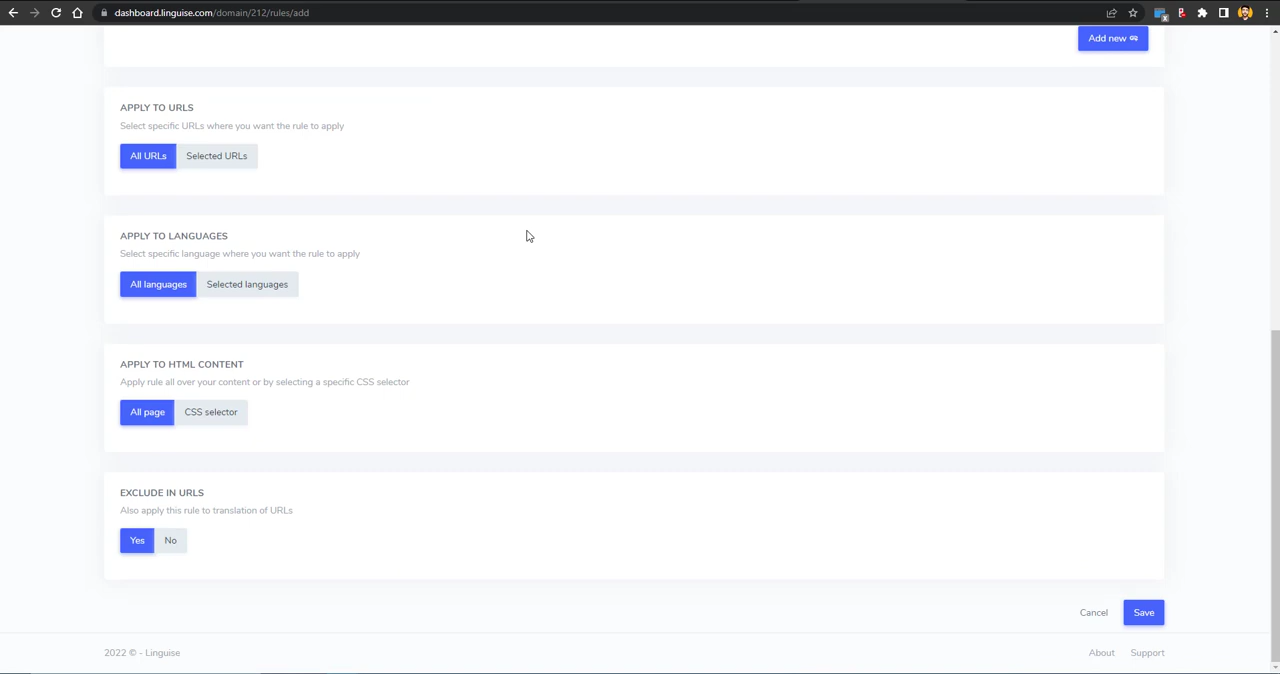 dashboard.linguise.com/domain/212/rules/add
Add new
APPLY TO URLS
Select specific URLs where you want the rule to apply
All URLs Selected URLs
APPLY TO LANGUAGES
Select specific language where you want the rule to apply
All languages Selected languages
APPLY TO HTML CONTENT
Apply rule all over your content or by selecting a specific CSS selector
All page CSS selector
EXCLUDE IN URLS
Also apply this rule to translation of URLs
Yes No
Cancel Save
2022 © - Linguise About Support